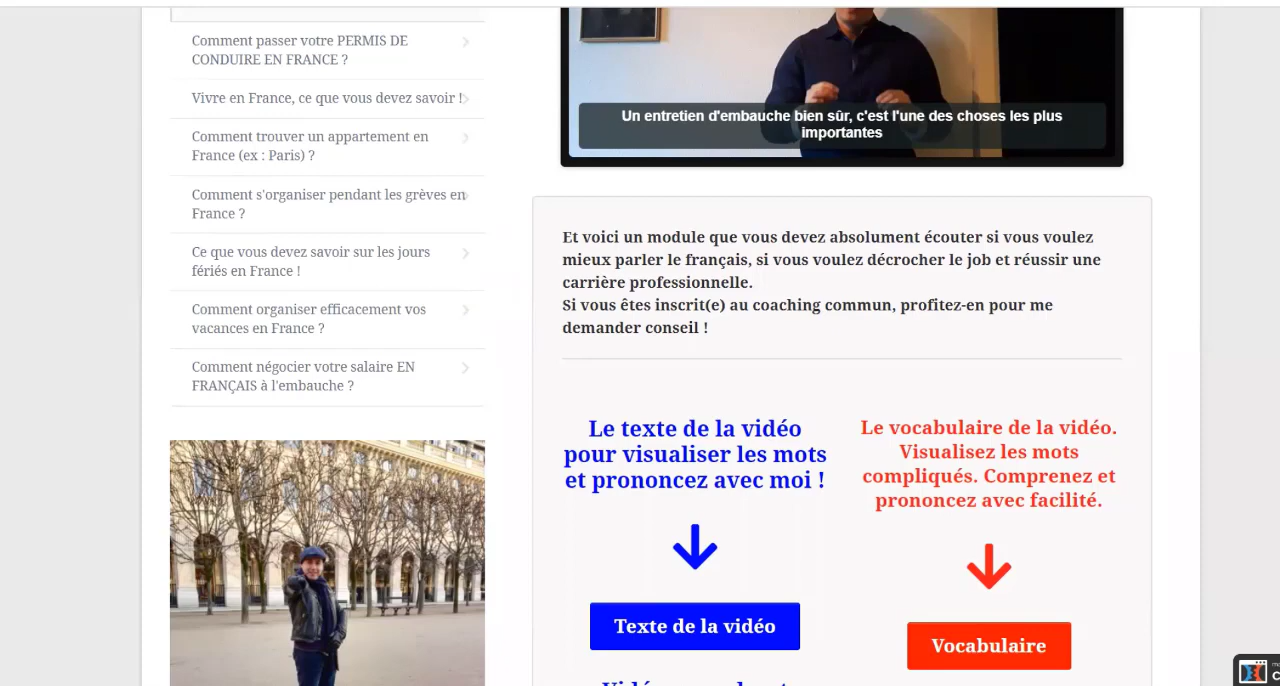 Comment passer votre PERMIS DE
CONDUIRE EN FRANCE ?
Vivre en France, ce que vous devez savoir !
Comment trouver un appartement en
France (ex : Paris) ?
Comment s'organiser pendant les grèves en
France ?
Ce que vous devez savoir sur les jours
fériés en France !
Comment organiser efficacement vos
vacances en France ?
Comment négocier votre salaire EN
FRANÇAIS à l'embauche ?
Un entretien d'embauche bien sûr, c'est l'une des choses les plus
importantes
Et voici un module que vous devez absolument écouter si vous voulez
mieux parler le français, si vous voulez décrocher le job et réussir une
carrière professionnelle.
Si vous êtes inscrit(e) au coaching commun, profitez-en pour me
demander conseil !
Le texte de la vidéo
pour visualiser les mots
et prononcez avec moi !
Texte de la vidéo
Le vocabulaire de la vidéo.
Visualisez les mots
compliqués. Comprenez et
prononcez avec facilité.
Vocabulaire